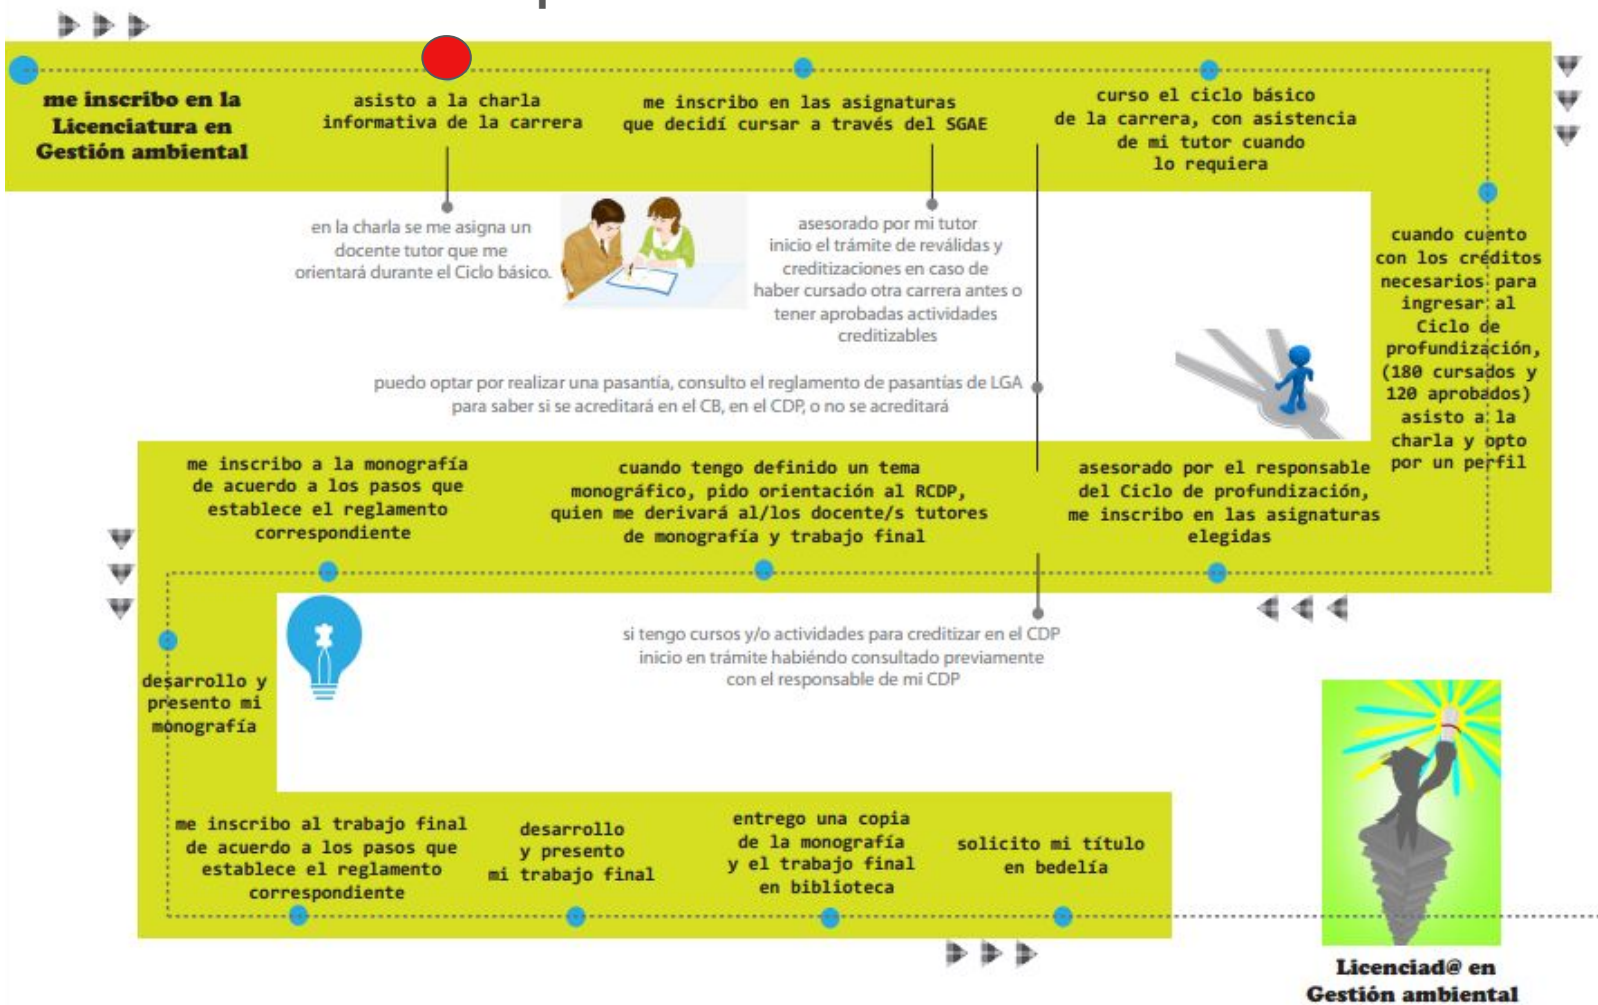 me inscribo en la
Licenciatura en
Gestión ambiental
asisto a la charla
informativa de la carrera
me inscribo en las asignaturas
que decidí cursar a través del SGAE
curso el ciclo básico
de la carrera, con asistencia
de mi tutor cuando
lo requiera
en la charla se me asigna un
docente tutor que me
orientará durante el Ciclo básico.
asesorado por mi tutor
inicio el trámite de reválidas y
creditizaciones en caso de
haber cursado otra carrera antes o
tener aprobadas actividades
creditizables
puedo optar por realizar una pasantía, consulto el reglamento de pasantías de LGA
para saber si se acreditará en el CB, en el CDP, o no se acreditará
cuando cuento
con los créditos
necesarios para
ingresar al
Ciclo de
profundización,
(180 cursados y
120 aprobados)
asisto a la
charla y opto
por un perfil
asesorado por el responsable
del Ciclo de profundización,
me inscribo en las asignaturas
elegidas
cuando tengo definido un tema
monográfico, pido orientación al RCDP,
quien me derivará al/los docente/s tutores
de monografía y trabajo final
me inscribo a la monografía
de acuerdo a los pasos que
establece el reglamento
correspondiente
si tengo cursos y/o actividades para creditizar en el CDP
inicio en trámite habiéndo consultado previamente
con el responsable de mi CDP
desarrollo y
presento mi
monografía
me inscribo al trabajo final
de acuerdo a los pasos que
establece el reglamento
correspondiente
desarrollo
y presento
mi trabajo final
entrego una copia
de la monografía
y el trabajo final
en biblioteca
solicito mi título
en bedelía
Licenciad@ en
Gestión ambiental